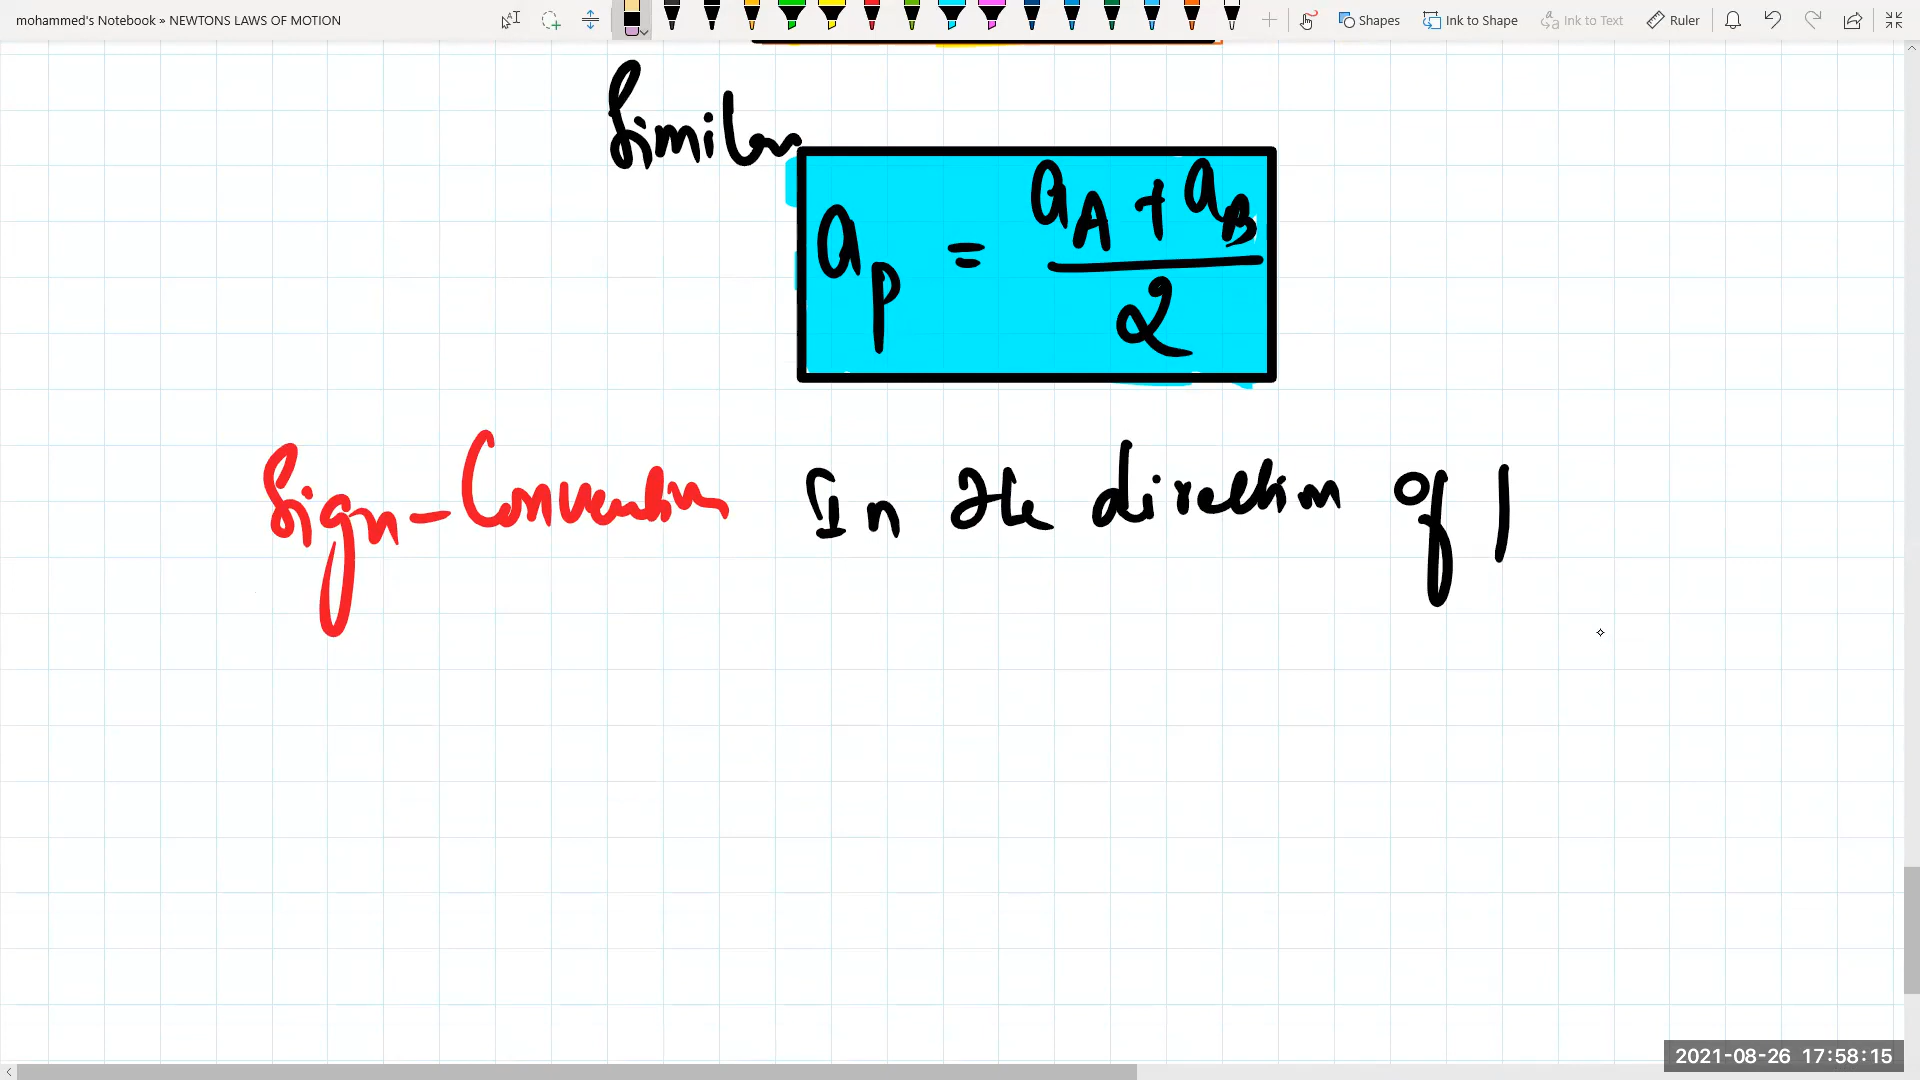 mohammed's Notebook » NEWTONS LAWS OF MOTION
Shapes Ink to Shape Ink to Text Ruler
Similar
a_P = (a_A + a_B)/2
Sign-Convention In the direction of
2021-08-26 17:58:15